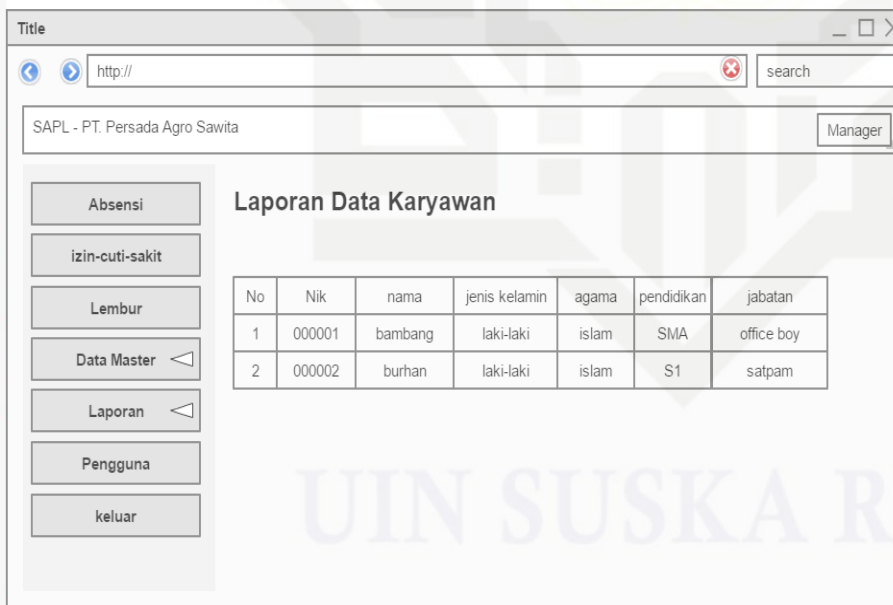 Title
http://
search
SAPL - PT. Persada Agro Sawita
Manager
Absensi
izin-cuti-sakit
Lembur
Data Master
Laporan
Pengguna
keluar
Laporan Data Karyawan
No Nik nama jenis kelamin agama pendidikan jabatan
1 000001 bambang laki-laki islam SMA office boy
2 000002 burhan laki-laki islam S1 satpam
UIN SUSKA R